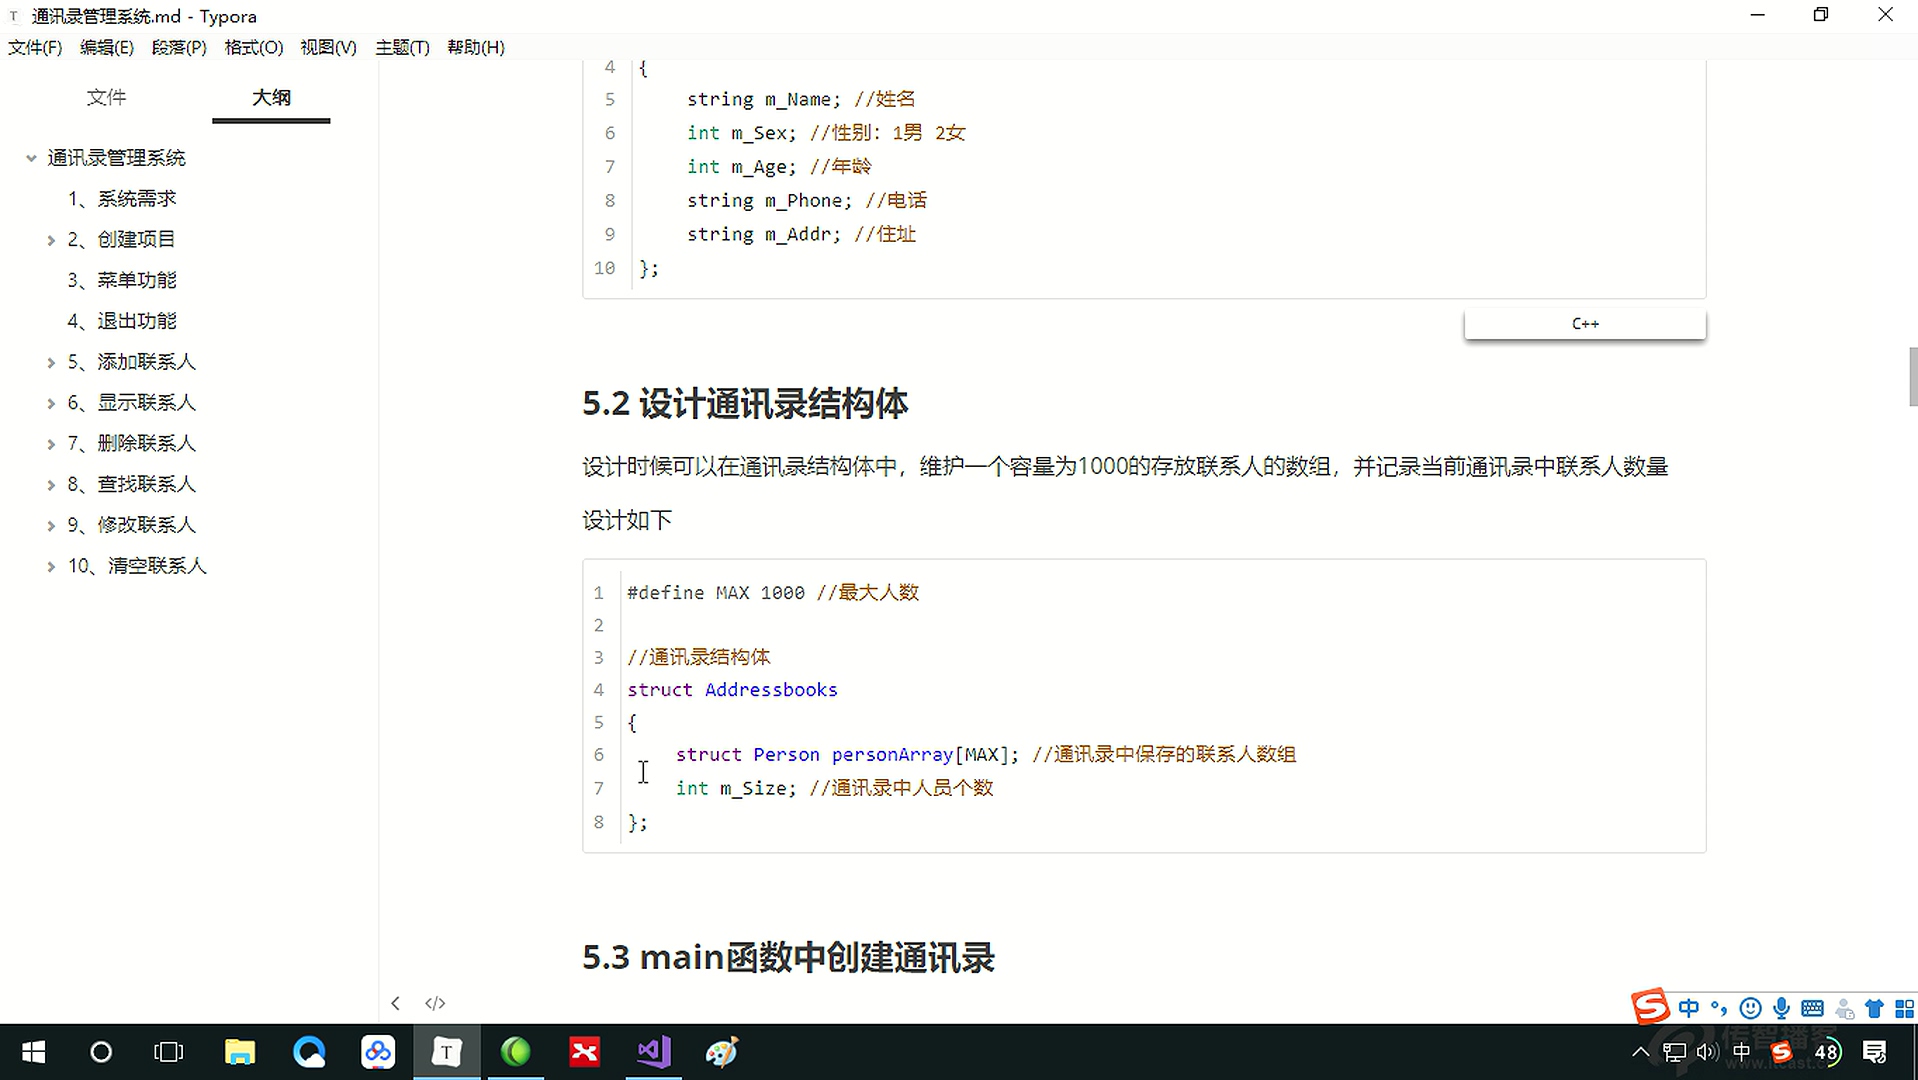 通讯录管理系统.md - Typora
文件(F) 编辑(E) 段落(P) 格式(O) 视图(V) 主题(T) 帮助(H)
文件 大纲
通讯录管理系统
1、系统需求
2、创建项目
3、菜单功能
4、退出功能
5、添加联系人
6、显示联系人
7、删除联系人
8、查找联系人
9、修改联系人
10、清空联系人
4 {
5 string m_Name; //姓名
6 int m_Sex; //性别：1男 2女
7 int m_Age; //年龄
8 string m_Phone; //电话
9 string m_Addr; //住址
10 };
C++
5.2 设计通讯录结构体
设计时候可以在通讯录结构体中，维护一个容量为1000的存放联系人的数组，并记录当前通讯录中联系人数量
设计如下
1 #define MAX 1000 //最大人数
2
3 //通讯录结构体
4 struct Addressbooks
5 {
6 struct Person personArray[MAX]; //通讯录中保存的联系人数组
7 int m_Size; //通讯录中人员个数
8 };
5.3 main函数中创建通讯录
中
中 48
传智播客